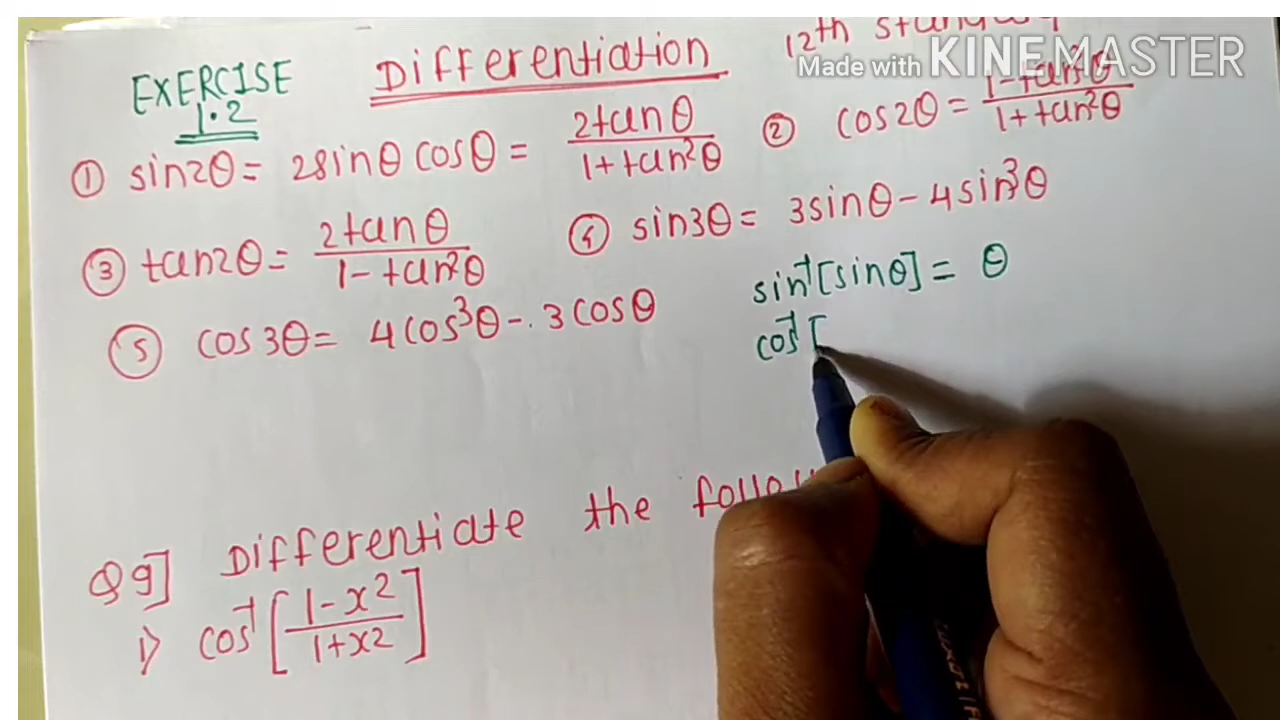 12th standard
Made with KINEMASTER
EXERCISE 1.2
Differentiation
① sin2θ = 2sinθ cosθ = 2tanθ / 1+tan²θ
② cos2θ = 1-tan²θ / 1+tan²θ
③ tan2θ = 2tanθ / 1-tan²θ
④ sin3θ = 3sinθ - 4sin³θ
⑤ cos3θ = 4cos³θ - 3cosθ
sin⁻¹[sinθ] = θ
cos⁻¹[
Q9] Differentiate the follow
1) cos⁻¹[1-x² / 1+x²]